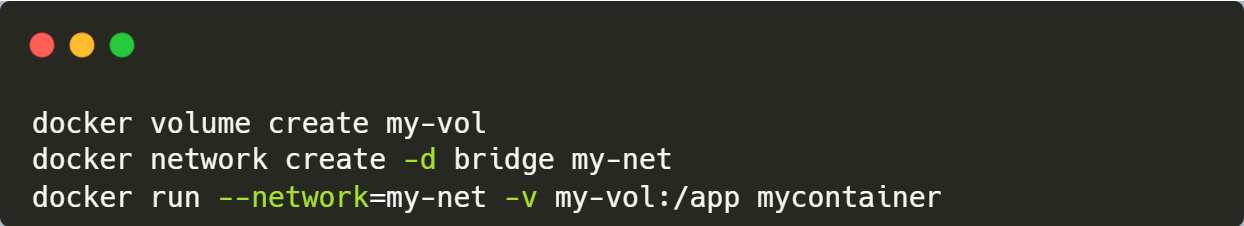 docker volume create my-vol
docker network create -d bridge my-net
docker run --network=my-net -v my-vol:/app mycontainer